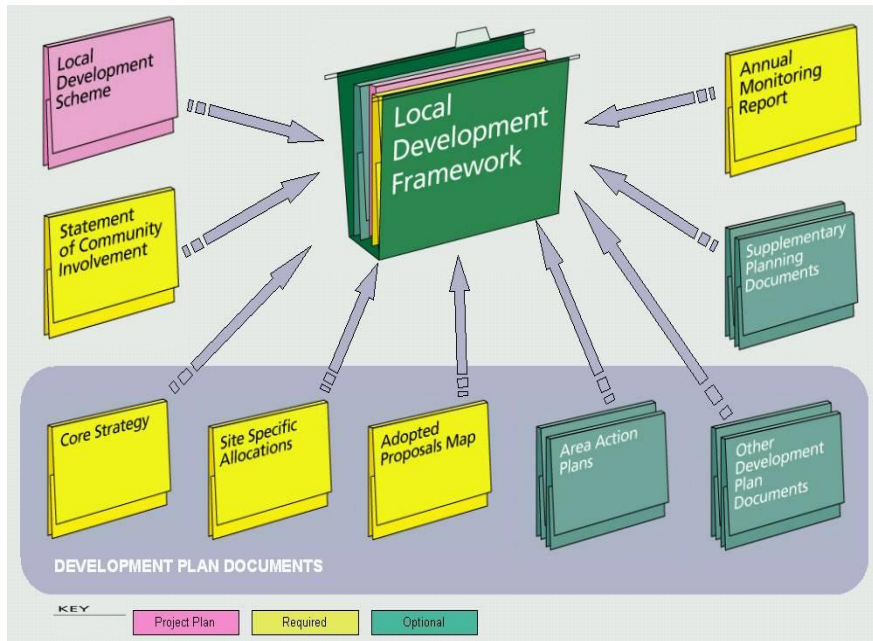 Local
Development
Scheme
Local
Development
Framework
Annual
Monitoring
Report
Statement
of Community
Involvement
Supplementary
Planning
Documents
Core Strategy
Site Specific
Allocations
Adopted
Proposals Map
Area Action
Plans
Other
Development
Plan
Documents
DEVELOPMENT PLAN DOCUMENTS
KEY
Project Plan
Required
Optional